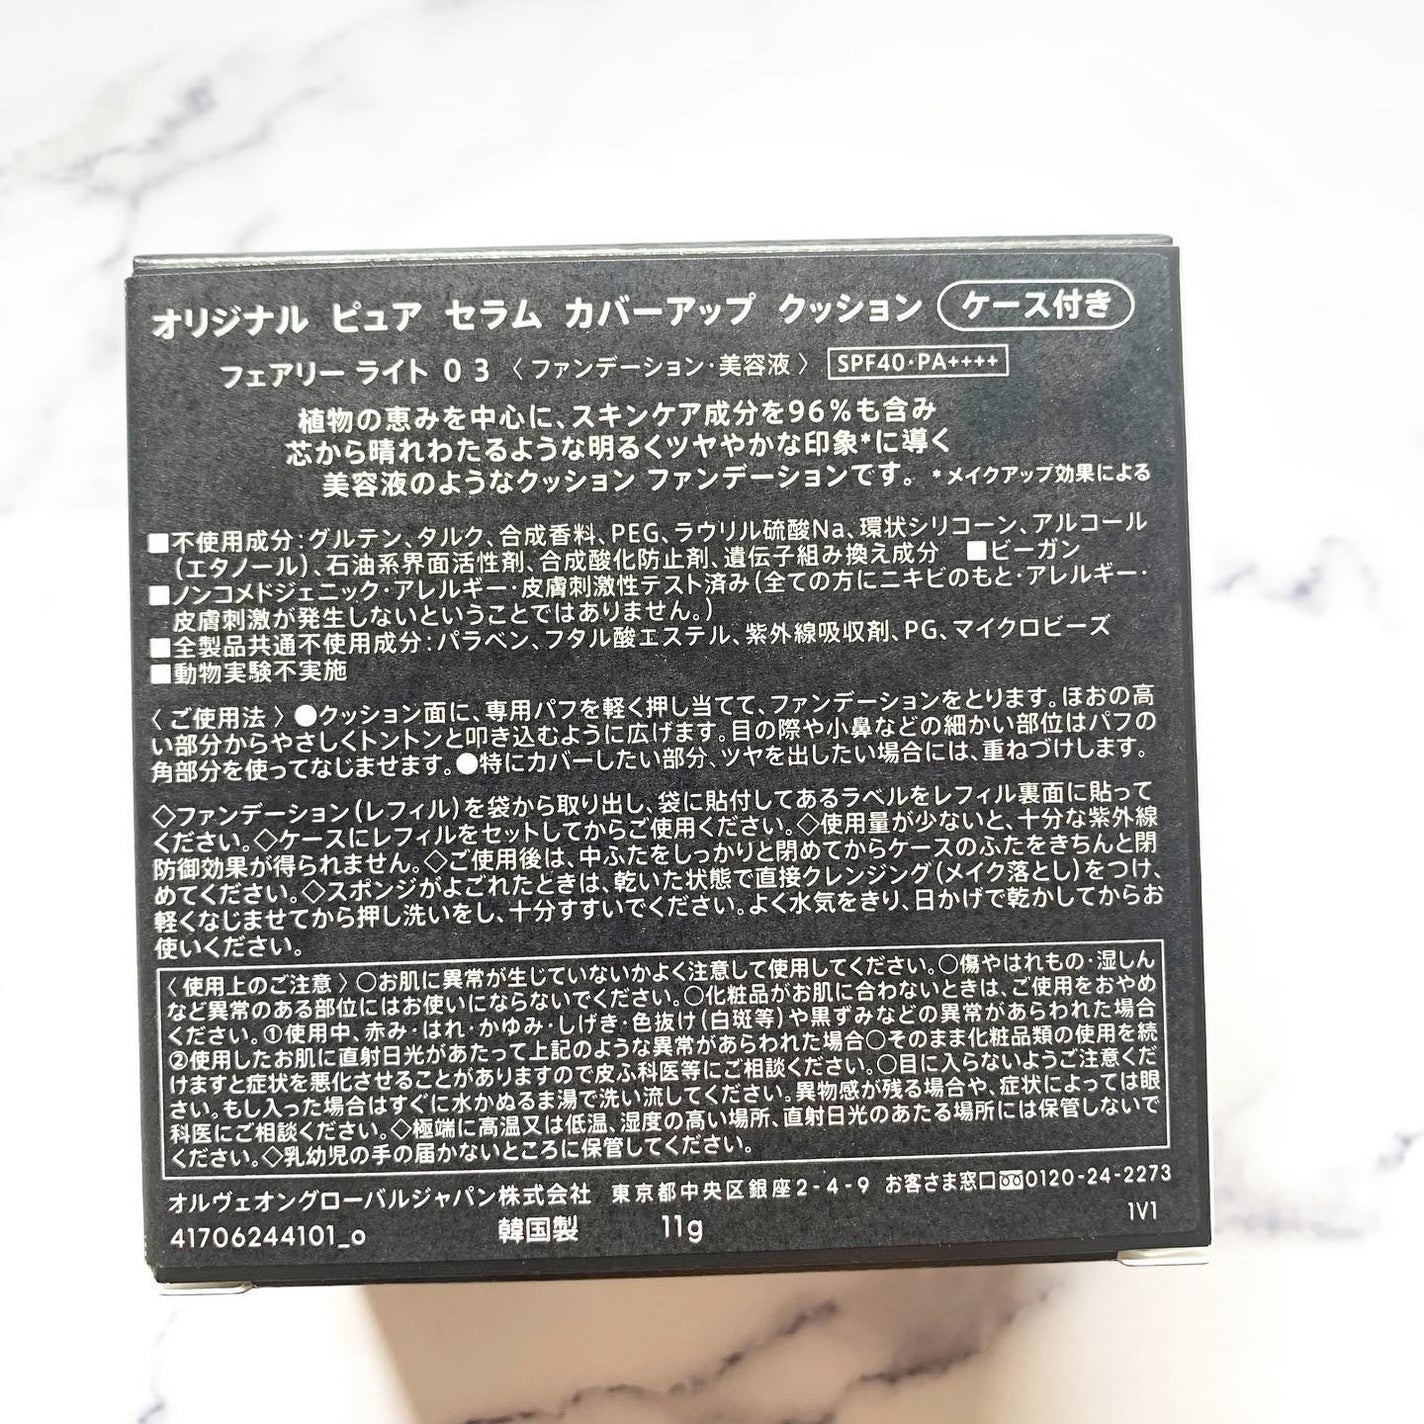 オリジナル ピュア セラム カバーアップ クッション ケース付き
フェアリー ライト 03〈ファンデーション・美容液〉 SPF40・PA++++
植物の恵みを中心に、スキンケア成分を96%も含み
芯から晴れわたるような明るくツヤやかな印象*に導く
美容液のようなクッション ファンデーションです。 *メイクアップ効果による
■不使用成分：グルテン、タルク、合成香料、PEG、ラウリル硫酸Na、環状シリコーン、アルコール
（エタノール）、石油系界面活性剤、合成酸化防止剤、遺伝子組み換え成分 ■ビーガン
■ノンコメドジェニック・アレルギー・皮膚刺激性テスト済み（全ての方にニキビのもと・アレルギー・
皮膚刺激が発生しないということではありません。）
■全製品共通不使用成分：パラベン、フタル酸エステル、紫外線吸収剤、PG、マイクロビーズ
■動物実験不実施
〈ご使用法〉●クッション面に、専用パフを軽く押し当てて、ファンデーションをとります。ほおの高
い部分からやさしくトントンと叩き込むように広げます。目の際や小鼻などの細かい部位はパフの
角部分を使ってなじませます。●特にカバーしたい部分、ツヤを出したい場合には、重ねづけします。
◇ファンデーション（レフィル）を袋から取り出し、袋に貼付してあるラベルをレフィル裏面に貼って
ください。◇ケースにレフィルをセットしてからご使用ください。◇使用量が少ないと、十分な紫外線
防御効果が得られません。◇ご使用後は、中ふたをしっかりと閉めてからケースのふたをきちんと閉
めてください。◇スポンジがよごれたときは、乾いた状態で直接クレンジング（メイク落とし）をつけ、
軽くなじませてから押し洗いをし、十分すすいでください。よく水気をきり、日かげで乾かしてからお
使いください。
〈使用上のご注意〉○お肌に異常が生じていないかよく注意して使用してください。○傷やはれもの・湿しん
など異常のある部位にはお使いにならないでください。○化粧品がお肌に合わないときは、ご使用をおやめ
ください。①使用中、赤み・はれ・かゆみ・しげき・色抜け（白斑等）や黒ずみなどの異常があらわれた場合
②使用したお肌に直射日光があたって上記のような異常があらわれた場合○そのまま化粧品類の使用を続
けますと症状を悪化させることがありますので皮ふ科医等にご相談ください。○目に入らないようご注意くだ
さい。もし入った場合はすぐに水かぬるま湯で洗い流してください。異物感が残る場合や、症状によっては眼
科医にご相談ください。◇極端に高温又は低温、湿度の高い場所、直射日光のあたる場所には保管しないで
ください。◇乳幼児の手の届かないところに保管してください。
オルヴェオングローバルジャパン株式会社 東京都中央区銀座2-4-9 お客さま窓口 0120-24-2273
41706244101_o 韓国製 11g 1V1